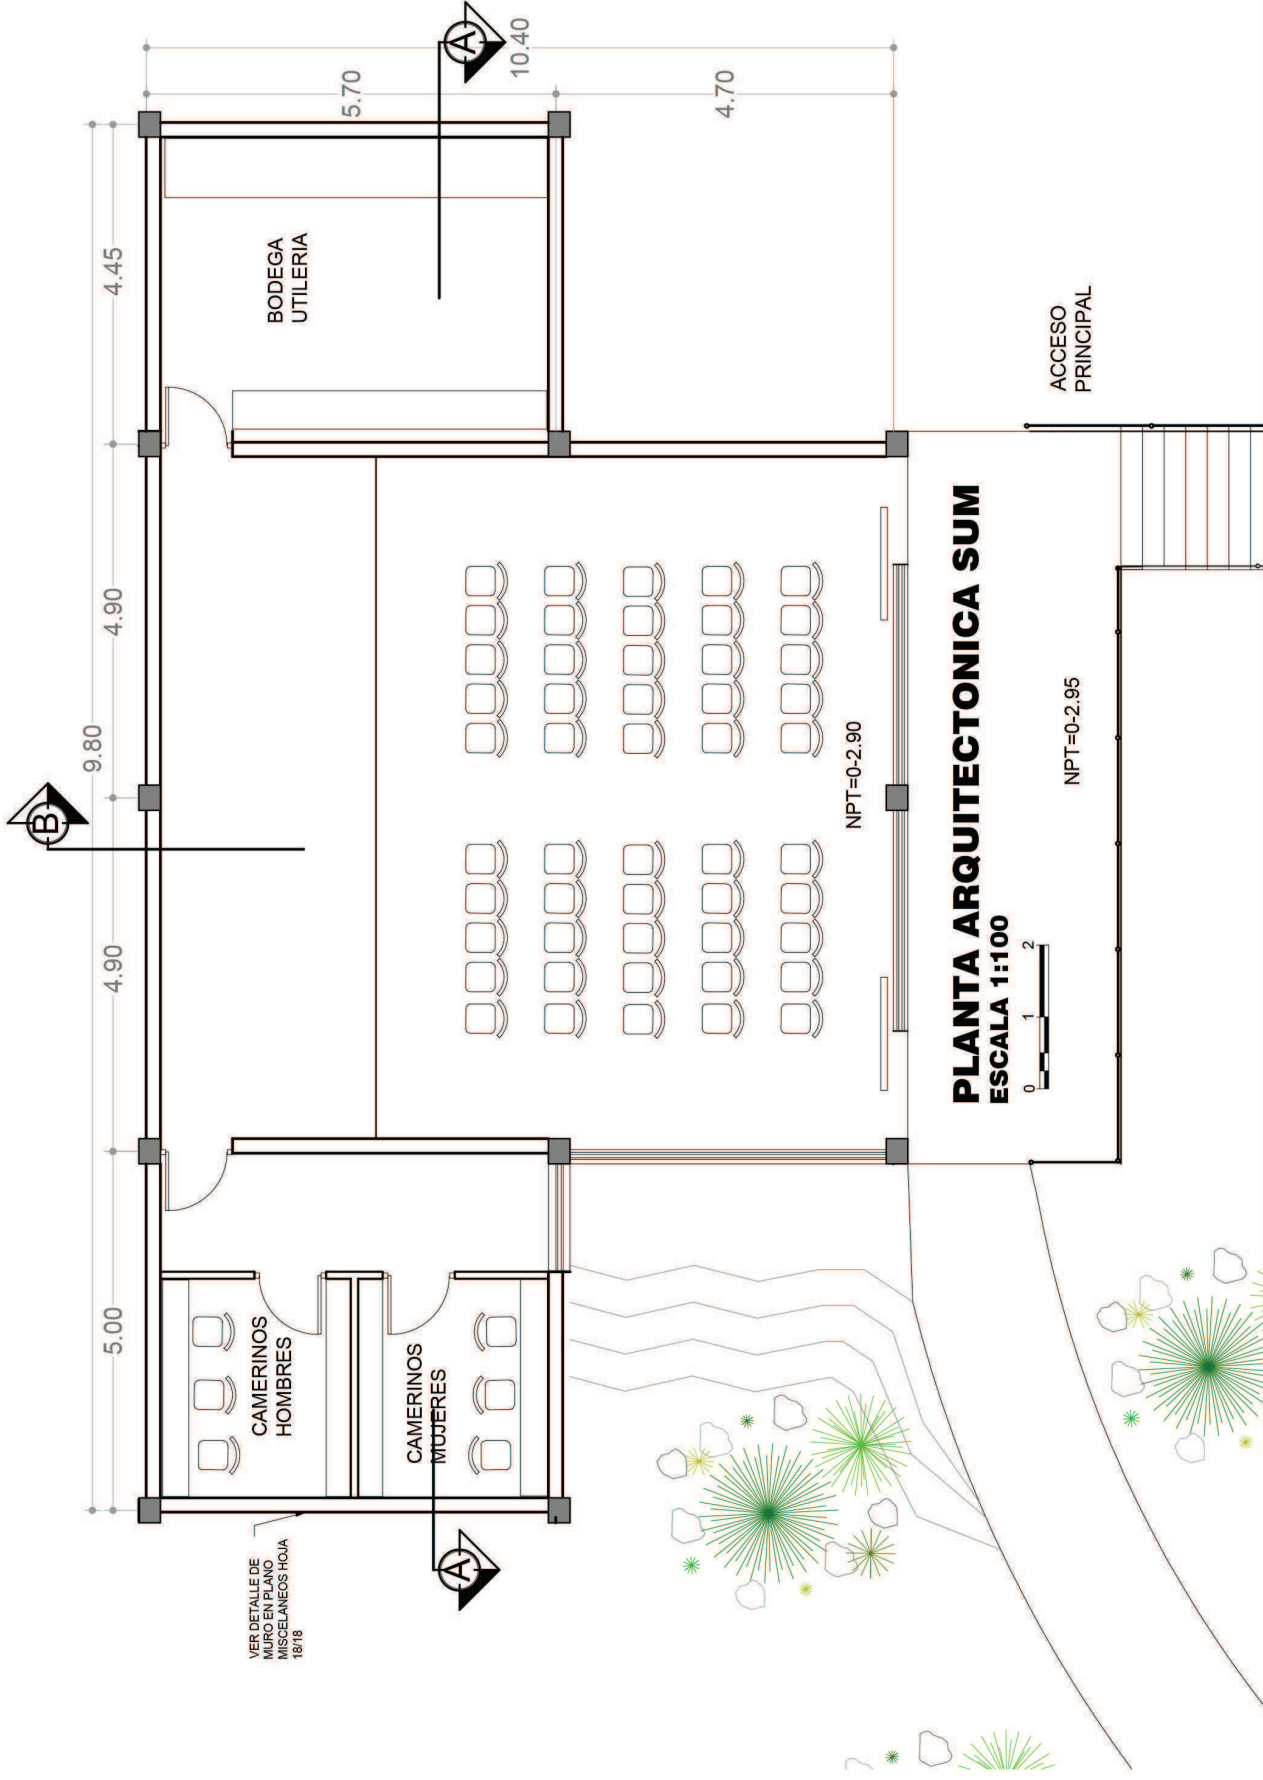 B
9.80
5.00
4.90
4.90
4.45
VER DETALLE DE
MURO EN PLANO
MISCELANEOS HOJA
18/18
CAMERINOS
HOMBRES
BODEGA
UTILERIA
5.70
CAMERINOS
MUJERES
A
A
10.40
4.70
NPT=0-2.90
PLANTA ARQUITECTONICA SUM
ESCALA 1:100
0 1 2
NPT=0-2.95
ACCESO
PRINCIPAL